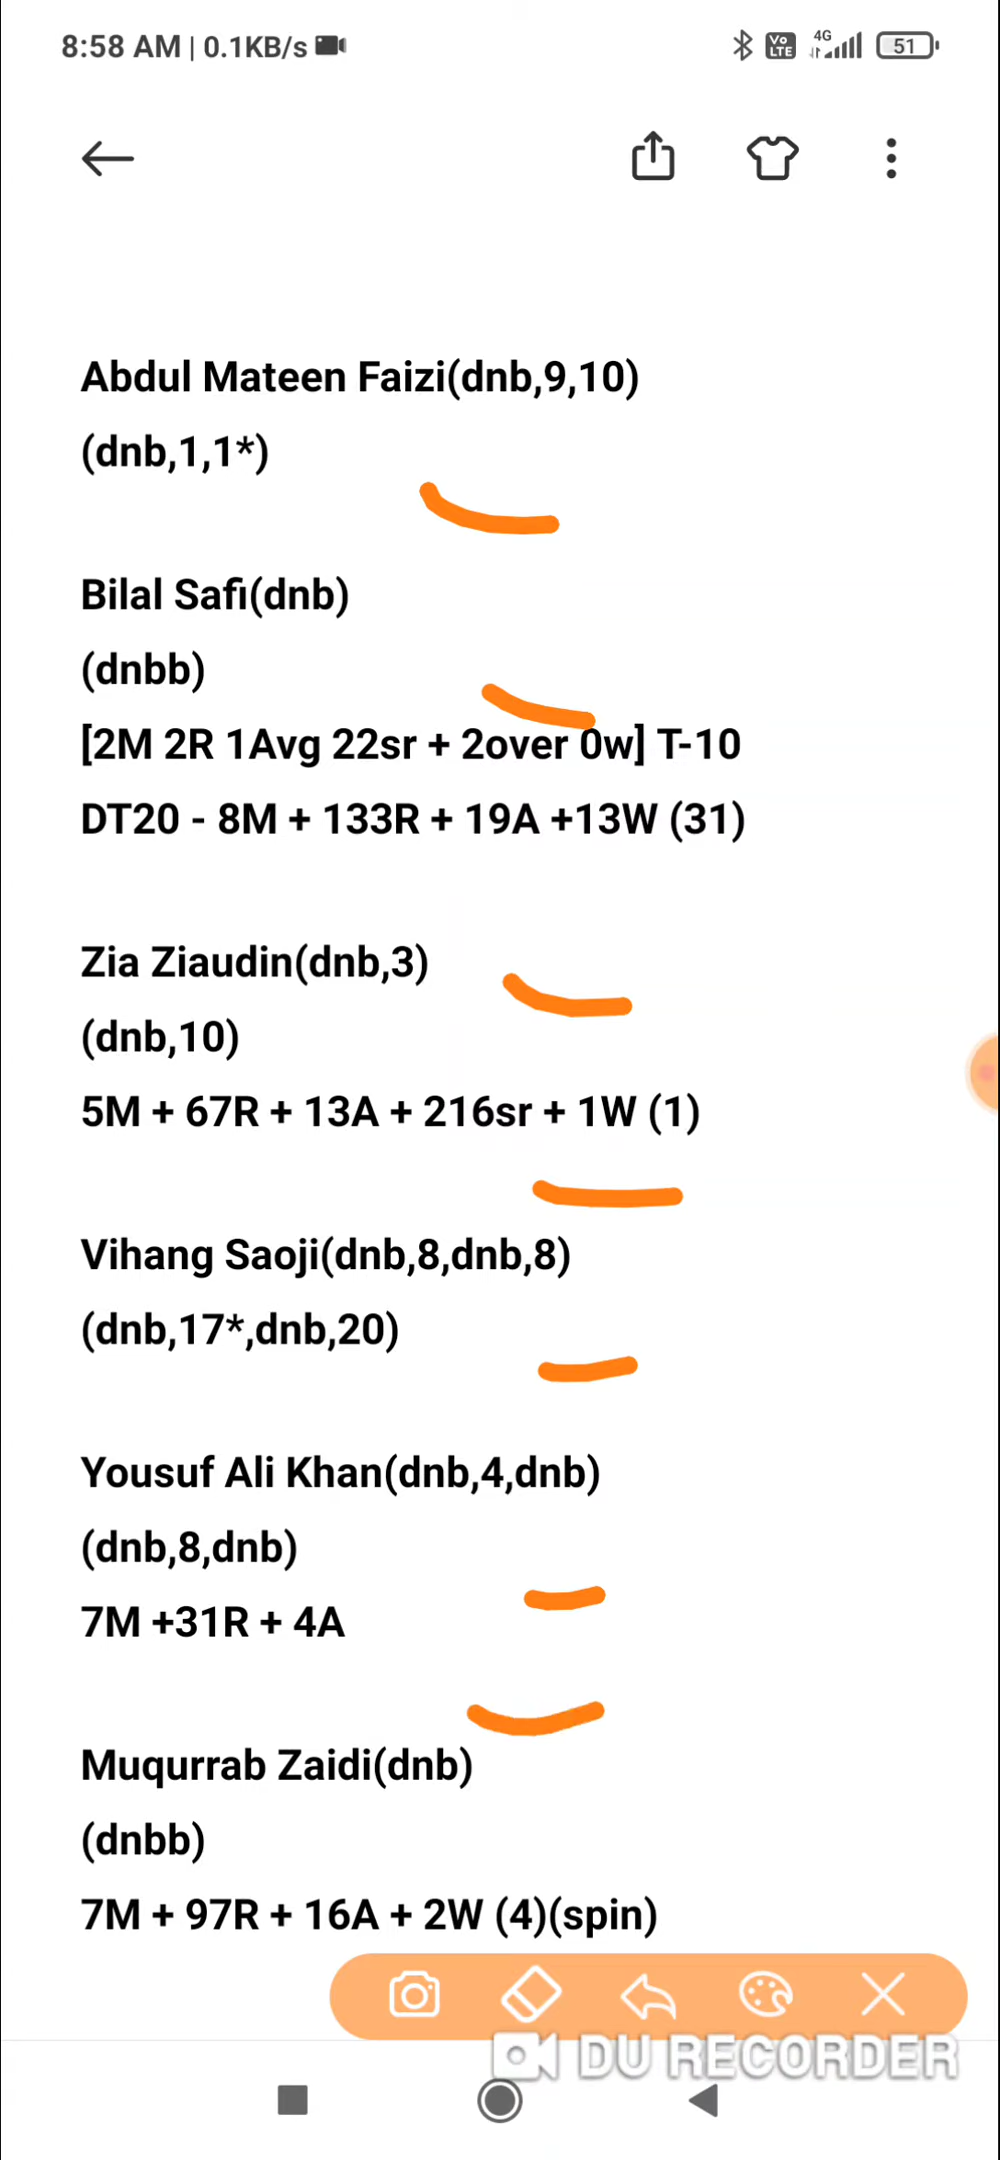 8:58 AM | 0.1KB/s
Vo LTE 4G 51
Abdul Mateen Faizi(dnb,9,10)
(dnb,1,1*)
Bilal Safi(dnb)
(dnbb)
[2M 2R 1Avg 22sr + 2over 0w] T-10
DT20 - 8M + 133R + 19A +13W (31)
Zia Ziaudin(dnb,3)
(dnb,10)
5M + 67R + 13A + 216sr + 1W (1)
Vihang Saoji(dnb,8,dnb,8)
(dnb,17*,dnb,20)
Yousuf Ali Khan(dnb,4,dnb)
(dnb,8,dnb)
7M +31R + 4A
Muqurrab Zaidi(dnb)
(dnbb)
7M + 97R + 16A + 2W (4)(spin)
DU RECORDER